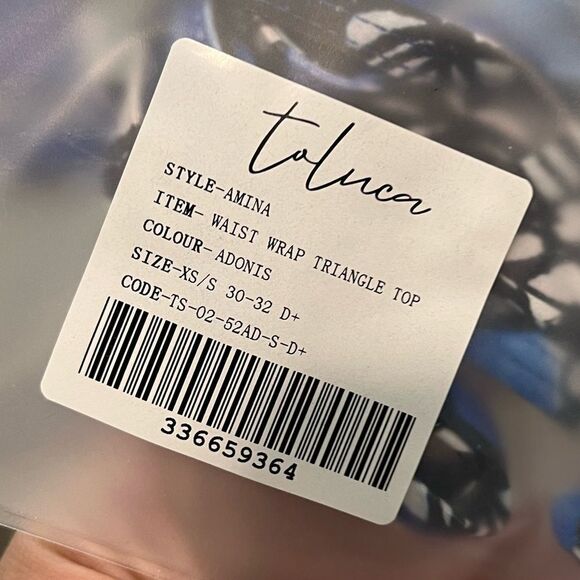 toluca
STYLE-AMINA
ITEM- WAIST WRAP TRIANGLE TOP
COLOUR-ADONIS
SIZE-XS/S 30-32 D+
CODE-TS-02-52AD-S-D+
336659364